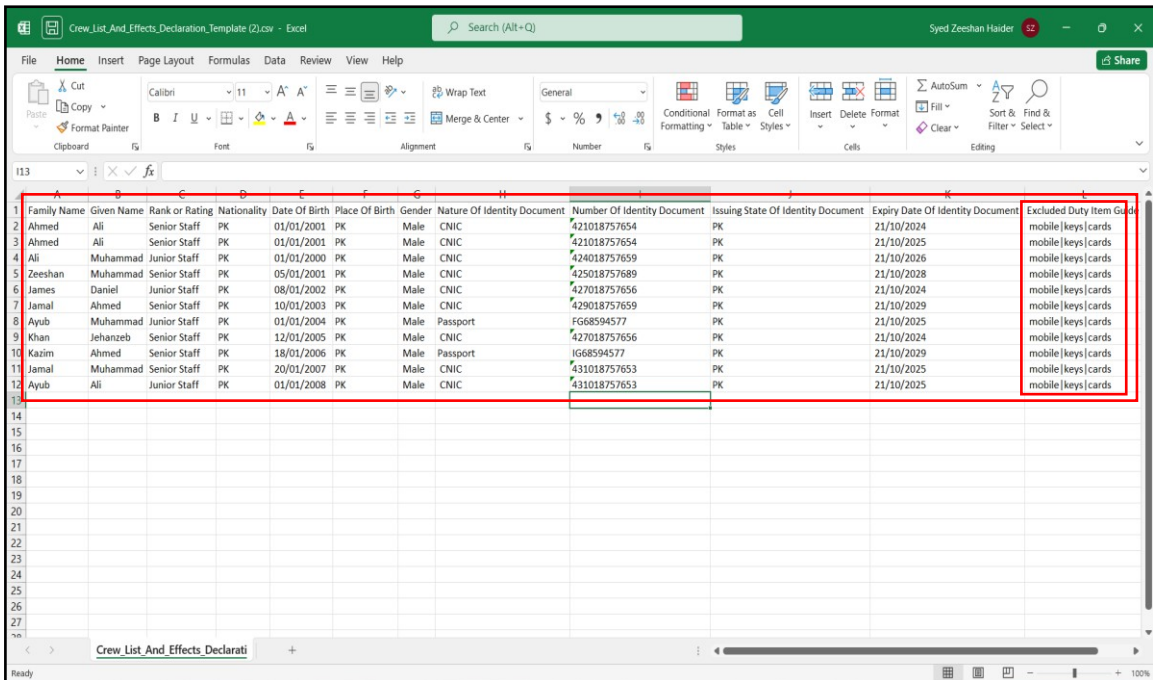 Crew_List_And_Effects_Declaration_Template (2).csv - Excel
Search (Alt+Q)
Syed Zeeshan Haider SZ
File Home Insert Page Layout Formulas Data Review View Help
Share
Cut
Copy
Paste
Format Painter
Calibri 11 A^ A˅
B I U A
Wrap Text
Merge & Center
General
$ % 9
Conditional Formatting
Format as Table
Cell Styles
Insert Delete Format
AutoSum
Fill
Clear
Sort & Filter
Find & Select
Clipboard Font Alignment Number Styles Cells Editing
I13 fx
A B C D E F G H I J K L
1 Family Name Given Name Rank or Rating Nationality Date Of Birth Place Of Birth Gender Nature Of Identity Document Number Of Identity Document Issuing State Of Identity Document Expiry Date Of Identity Document Excluded Duty Item Guide
2 Ahmed Ali Senior Staff PK 01/01/2001 PK Male CNIC 421018757654 PK 21/10/2024 mobile|keys|cards
3 Ahmed Ali Senior Staff PK 01/01/2001 PK Male CNIC 421018757654 PK 21/10/2025 mobile|keys|cards
4 Ali Muhammad Junior Staff PK 01/01/2000 PK Male CNIC 424018757659 PK 21/10/2026 mobile|keys|cards
5 Zeeshan Muhammad Senior Staff PK 05/01/2001 PK Male CNIC 425018757689 PK 21/10/2028 mobile|keys|cards
6 James Daniel Junior Staff PK 08/01/2002 PK Male CNIC 427018757656 PK 21/10/2024 mobile|keys|cards
7 Jamal Ahmed Senior Staff PK 10/01/2003 PK Male CNIC 429018757659 PK 21/10/2029 mobile|keys|cards
8 Ayub Muhammad Junior Staff PK 01/01/2004 PK Male Passport FG68594577 PK 21/10/2025 mobile|keys|cards
9 Khan Jehanzeb Senior Staff PK 12/01/2005 PK Male CNIC 427018757656 PK 21/10/2024 mobile|keys|cards
10 Kazim Ahmed Senior Staff PK 18/01/2006 PK Male Passport IG68594577 PK 21/10/2029 mobile|keys|cards
11 Jamal Muhammad Senior Staff PK 20/01/2007 PK Male CNIC 431018757653 PK 21/10/2025 mobile|keys|cards
12 Ayub Ali Junior Staff PK 01/01/2008 PK Male CNIC 431018757653 PK 21/10/2025 mobile|keys|cards
13
14
15
16
17
18
19
20
21
22
23
24
25
26
27
28
Crew_List_And_Effects_Declarati +
Ready 100%